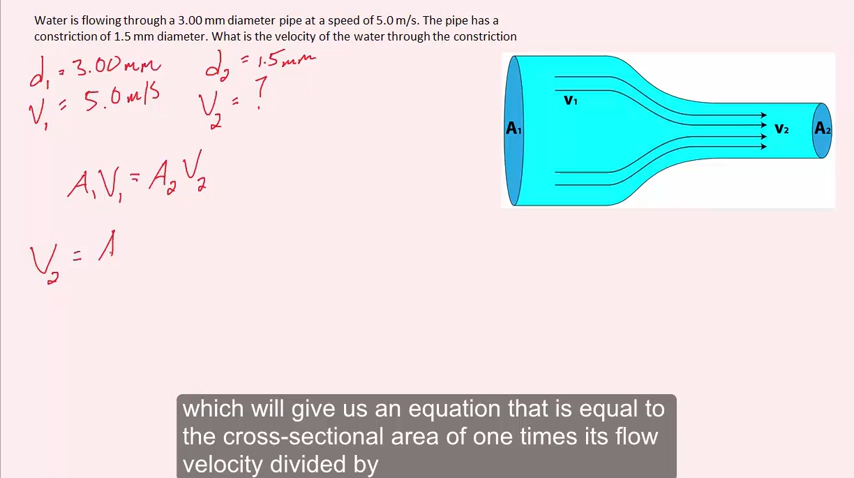 Water is flowing through a 3.00 mm diameter pipe at a speed of 5.0 m/s. The pipe has a
constriction of 1.5 mm diameter. What is the velocity of the water through the constriction
d₁ = 3.00 mm d₂ = 1.5 mm
V₁ = 5.0 m/s V₂ = ?
A₁V₁ = A₂V₂
V₂ = A
A₁ v₁ v₂ A₂
which will give us an equation that is equal to
the cross-sectional area of one times its flow
velocity divided by